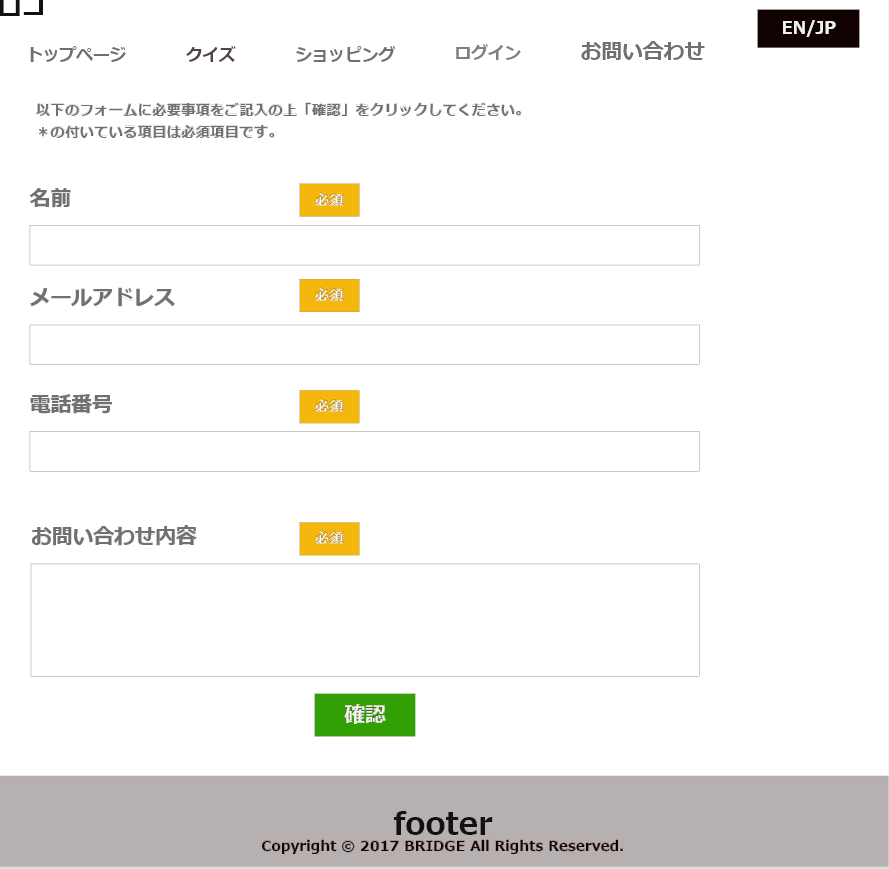 EN/JP
トップページ クイズ ショッピング ログイン お問い合わせ
以下のフォームに必要事項をご記入の上「確認」をクリックしてください。
＊の付いている項目は必須項目です。
名前 必須
メールアドレス 必須
電話番号 必須
お問い合わせ内容 必須
確認
footer
Copyright © 2017 BRIDGE All Rights Reserved.